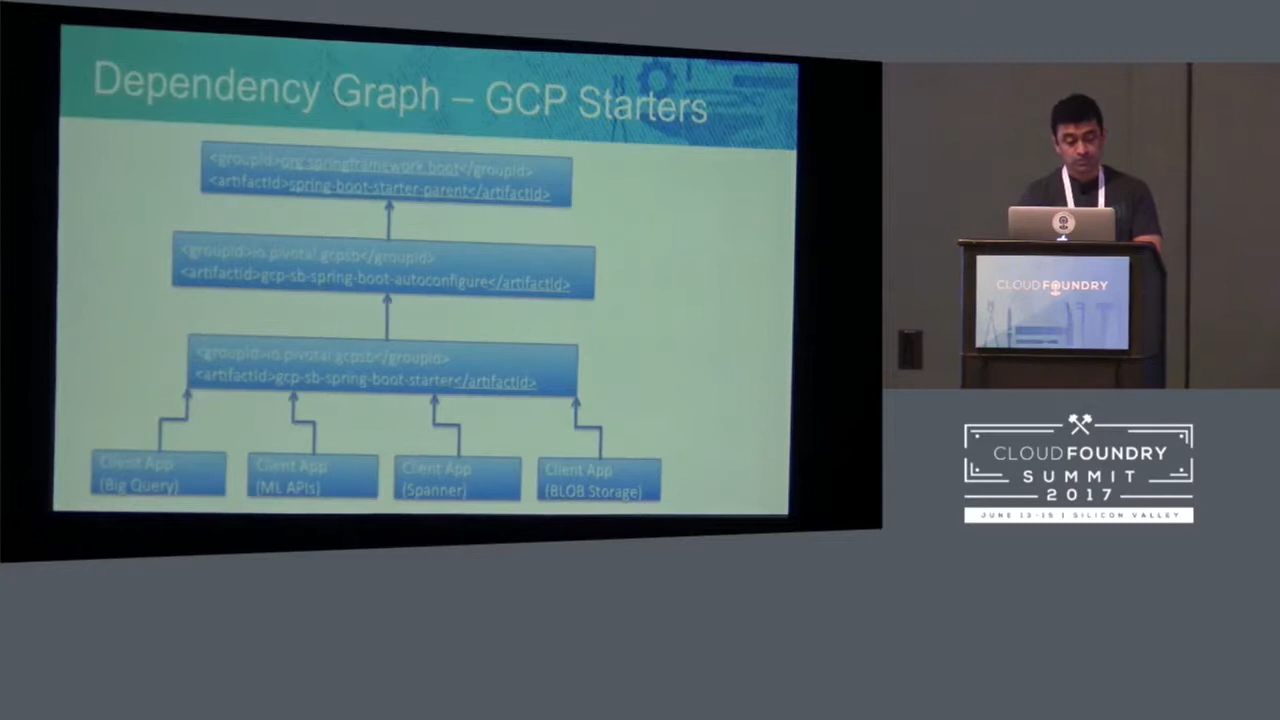 Dependency Graph – GCP Starters
<groupId>org.springframework.boot</groupId>
<artifactId>spring-boot-starter-parent</artifactId>
<groupId>io.pivotal.gcpsb</groupId>
<artifactId>gcp-sb-spring-boot-autoconfigure</artifactId>
<groupId>io.pivotal.gcpsb</groupId>
<artifactId>gcp-sb-spring-boot-starter</artifactId>
Client App
(Big Query)
Client App
(ML APIs)
Client App
(Spanner)
Client App
(BLOB Storage)
CLOUD FOUNDRY
CLOUD FOUNDRY
SUMMIT
2017
JUNE 13-15 | SILICON VALLEY